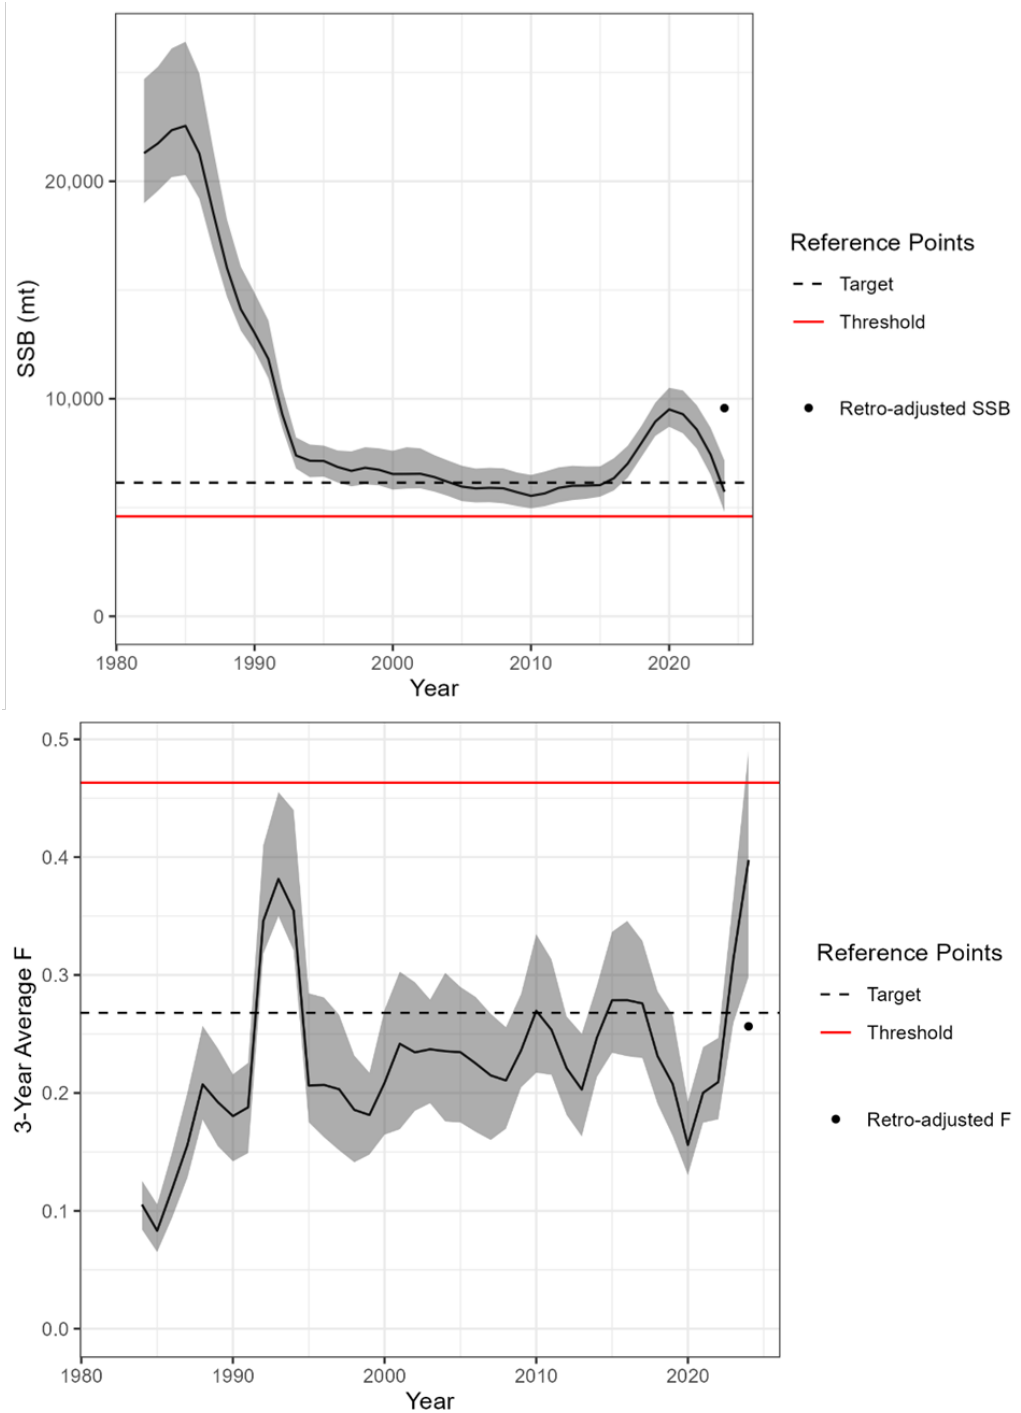 20,000
10,000
0
SSB (mt)
1980 1990 2000 2010 2020
Year
Reference Points
Target
Threshold
Retro-adjusted SSB
0.5
0.4
0.3
0.2
0.1
0.0
3-Year Average F
1980 1990 2000 2010 2020
Year
Reference Points
Target
Threshold
Retro-adjusted F